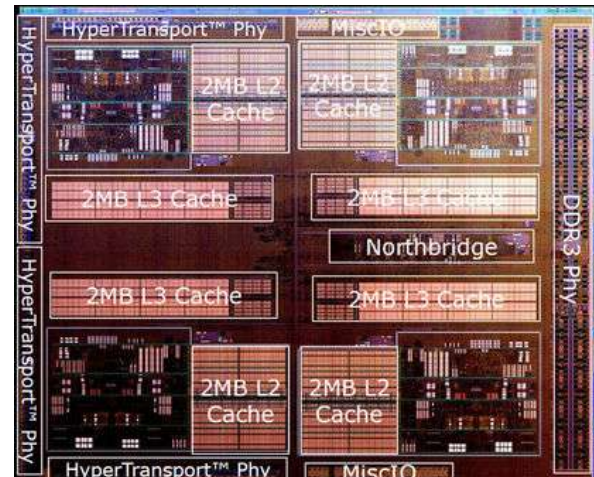 HyperTransport™ Phy
MiscIO
HyperTransport™ Phy
2MB L2
Cache
2MB L2
Cache
2MB L3 Cache
2MB L3 Cache
Northbridge
DDR3 Phy
HyperTransport™ Phy
2MB L3 Cache
2MB L3 Cache
2MB L2
Cache
2MB L2
Cache
HyperTransport™ Phy
MiscIO